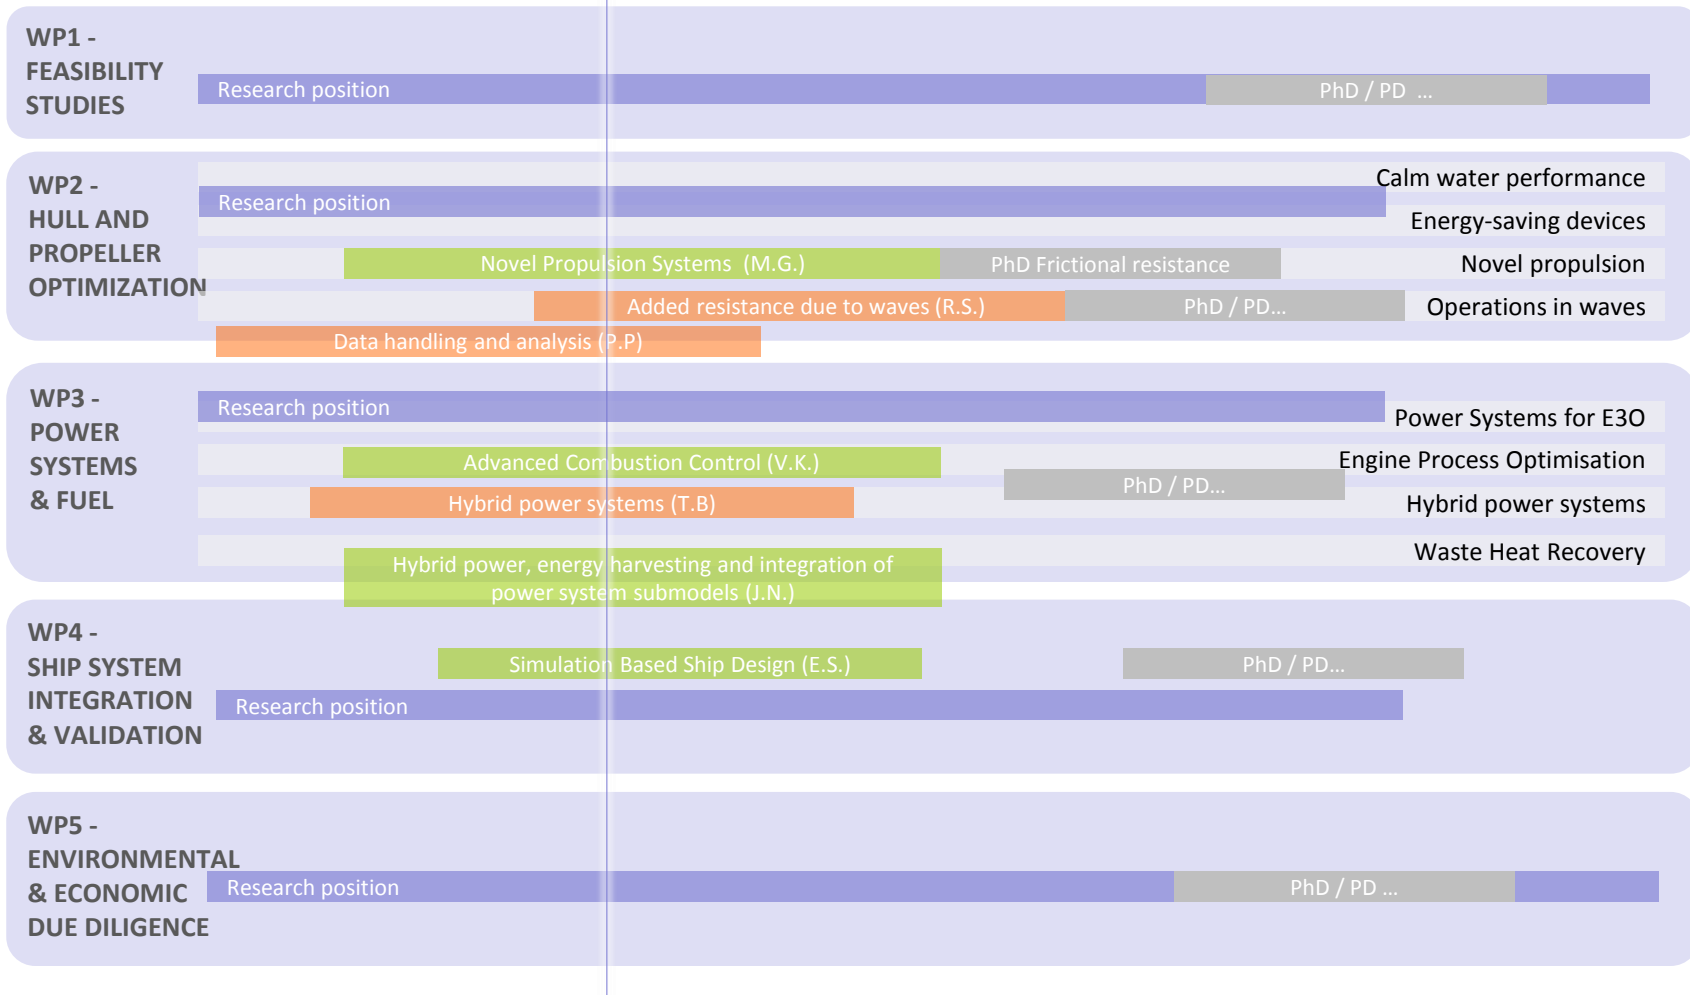 WP1 -
FEASIBILITY
STUDIES
Research position
PhD / PD ...
WP2 -
HULL AND
PROPELLER
OPTIMIZATION
Calm water performance
Research position
Energy-saving devices
Novel Propulsion Systems (M.G.)
PhD Frictional resistance
Novel propulsion
Added resistance due to waves (R.S.)
PhD / PD...
Operations in waves
Data handling and analysis (P.P)
WP3 -
POWER
SYSTEMS
& FUEL
Research position
Power Systems for E3O
Advanced Combustion Control (V.K.)
Engine Process Optimisation
PhD / PD...
Hybrid power systems (T.B)
Hybrid power systems
Waste Heat Recovery
Hybrid power, energy harvesting and integration of
power system submodels (J.N.)
WP4 -
SHIP SYSTEM
INTEGRATION
& VALIDATION
Simulation Based Ship Design (E.S.)
PhD / PD...
Research position
WP5 -
ENVIRONMENTAL
& ECONOMIC
DUE DILIGENCE
Research position
PhD / PD ...